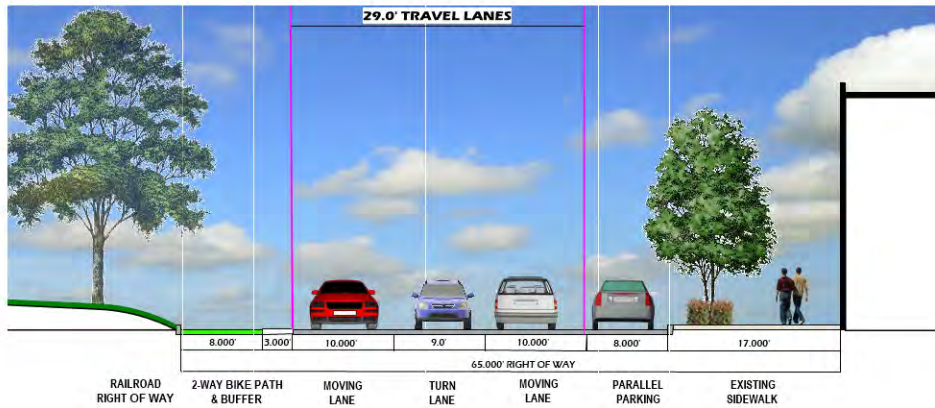 29.0' TRAVEL LANES
8.000' 3.000' 10.000' 9.0' 10.000' 8.000' 17.000'
65.000' RIGHT OF WAY
RAILROAD 2-WAY BIKE PATH MOVING TURN MOVING PARALLEL EXISTING
RIGHT OF WAY & BUFFER LANE LANE LANE PARKING SIDEWALK